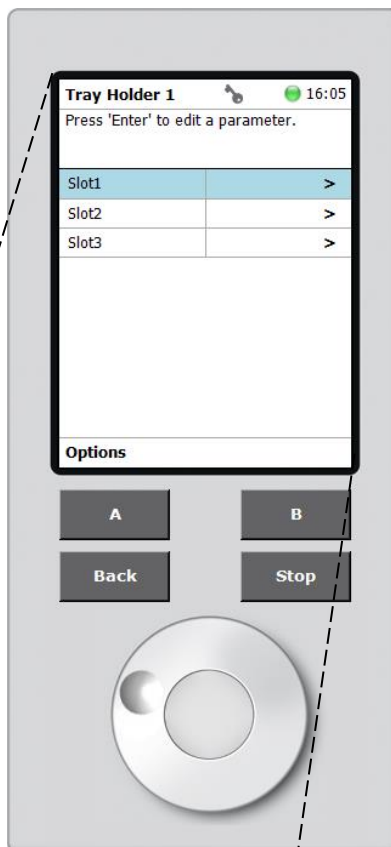 Tray Holder 1 16:05
Press 'Enter' to edit a parameter.
Slot1 >
Slot2 >
Slot3 >
Options
A B
Back Stop